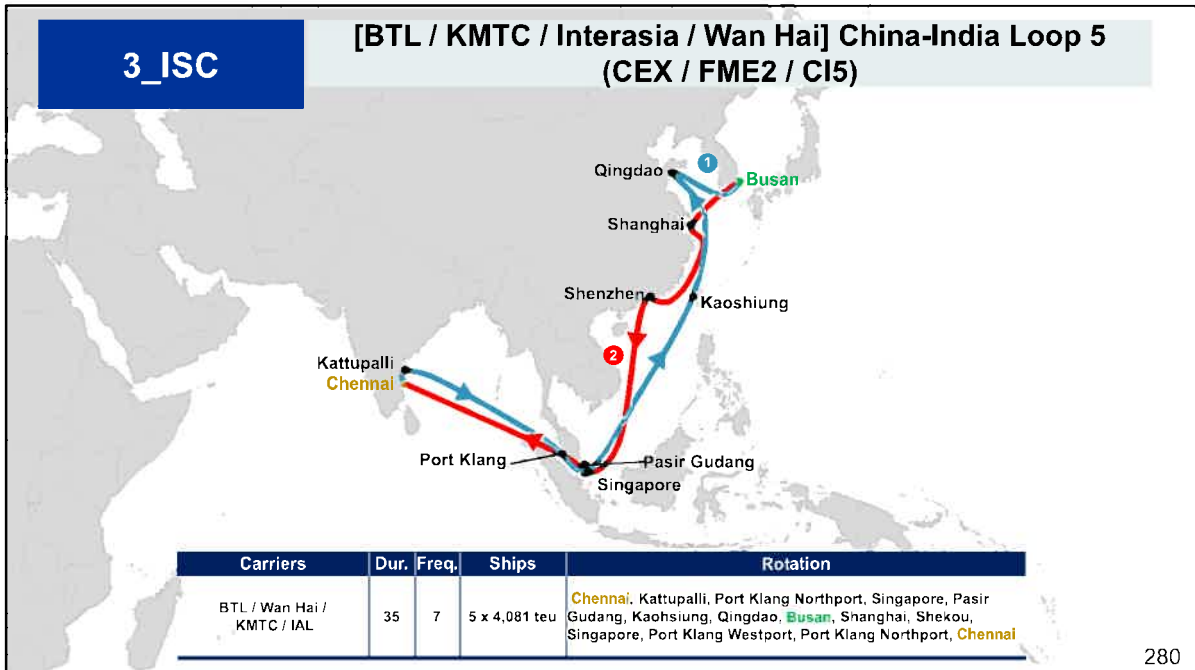 3_ISC
[BTL / KMTC / Interasia / Wan Hai] China-India Loop 5
(CEX / FME2 / CI5)
Qingdao
1
Busan
Shanghai
Shenzhen
Kaoshiung
2
Kattupalli
Chennai
Port Klang
Pasir Gudang
Singapore
Carriers Dur. Freq. Ships Rotation
BTL / Wan Hai /
KMTC / IAL
35 7 5 x 4,081 teu
Chennai, Kattupalli, Port Klang Northport, Singapore, Pasir
Gudang, Kaohsiung, Qingdao, Busan, Shanghai, Shekou,
Singapore, Port Klang Westport, Port Klang Northport, Chennai
280